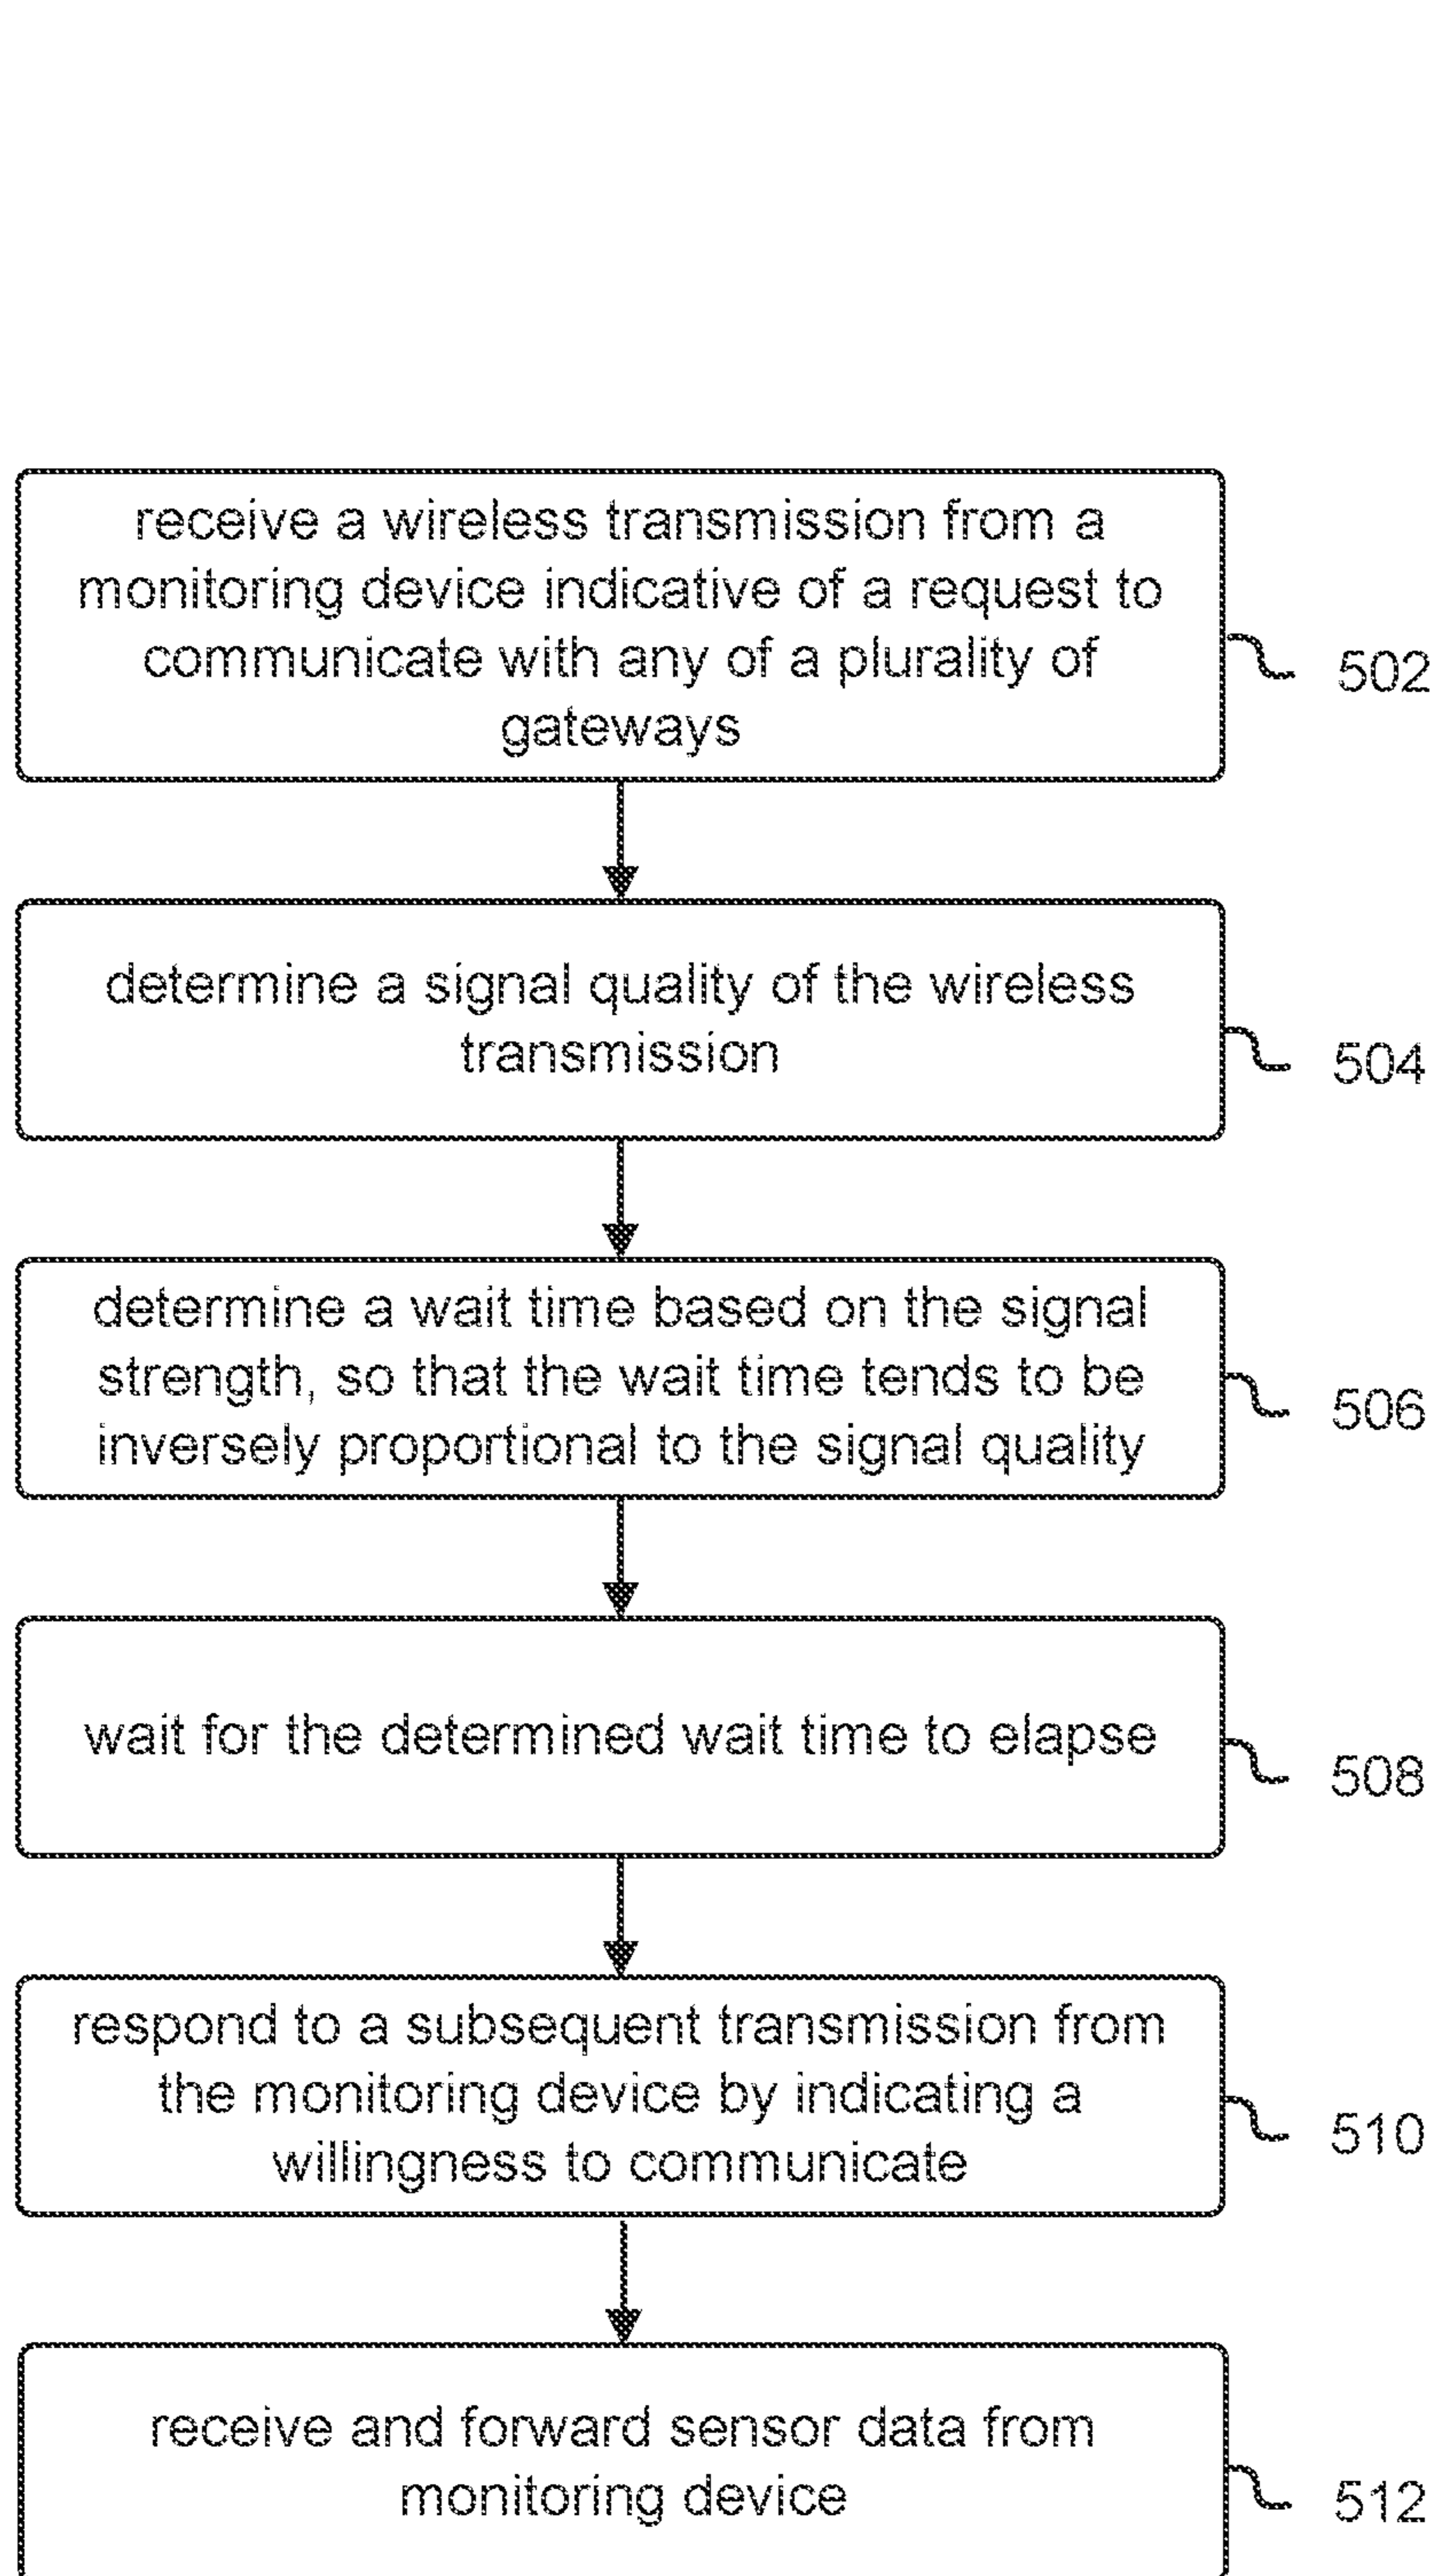 receive a wireless transmission from a
monitoring device indicative of a request to
communicate with any of a plurality of
gateways
502
determine a signal quality of the wireless
transmission
504
determine a wait time based on the signal
strength, so that the wait time tends to be
inversely proportional to the signal quality
506
wait for the determined wait time to elapse
508
respond to a subsequent transmission from
the monitoring device by indicating a
willingness to communicate
510
receive and forward sensor data from
monitoring device
512